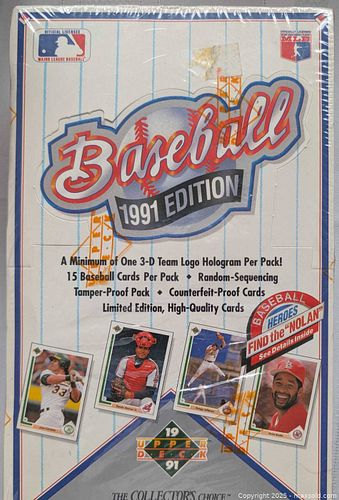 OFFICIAL LICENSEE
MAJOR LEAGUE BASEBALL
Baseball
1991 EDITION
A Minimum of One 3-D Team Logo Hologram Per Pack!
15 Baseball Cards Per Pack ◆ Random-Sequencing
Tamper-Proof Pack ◆ Counterfeit-Proof Cards
Limited Edition, High-Quality Cards
BASEBALL
HEROES
FIND the "NOLAN"
See Details Inside
33
19
UPPER
DECK
91
THE COLLECTOR'S CHOICE
Copyright 2025 - hcassold.com